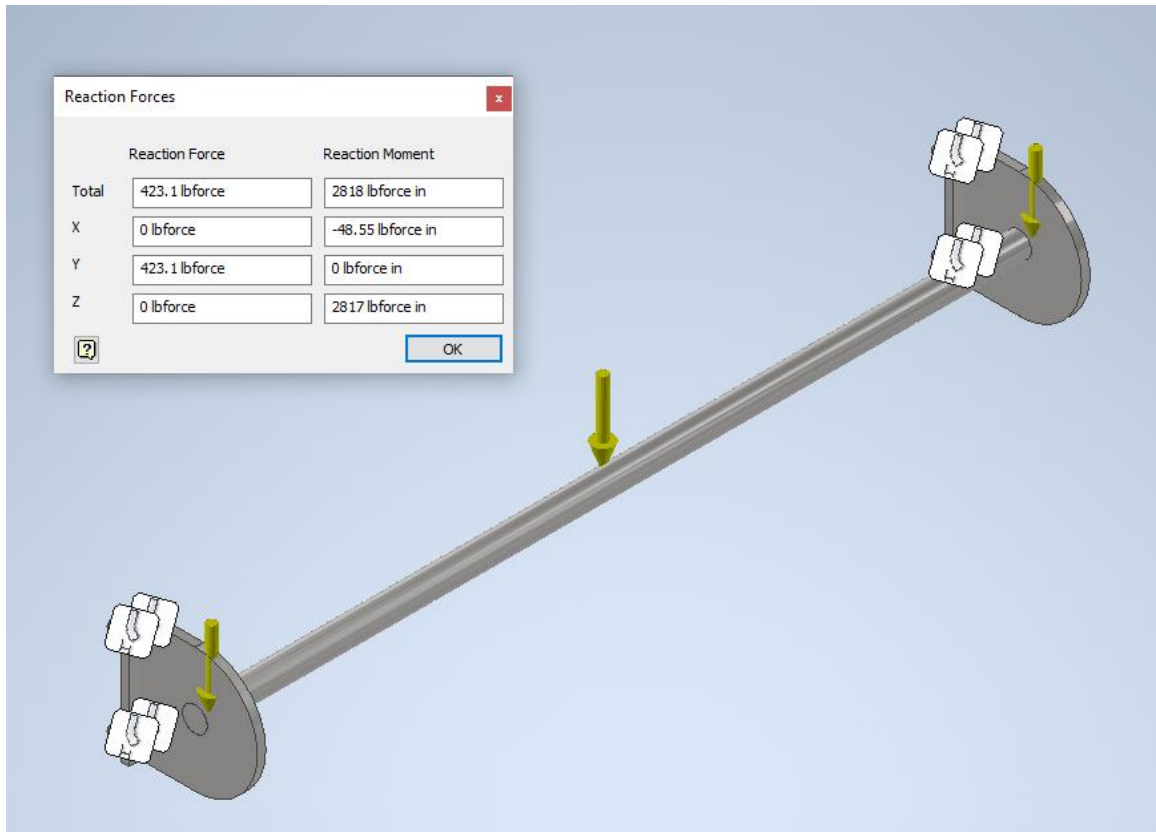 Reaction Forces
x
Reaction Force Reaction Moment
Total 423.1 lbforce 2818 lbforce in
X 0 lbforce -48.55 lbforce in
Y 423.1 lbforce 0 lbforce in
Z 0 lbforce 2817 lbforce in
? OK